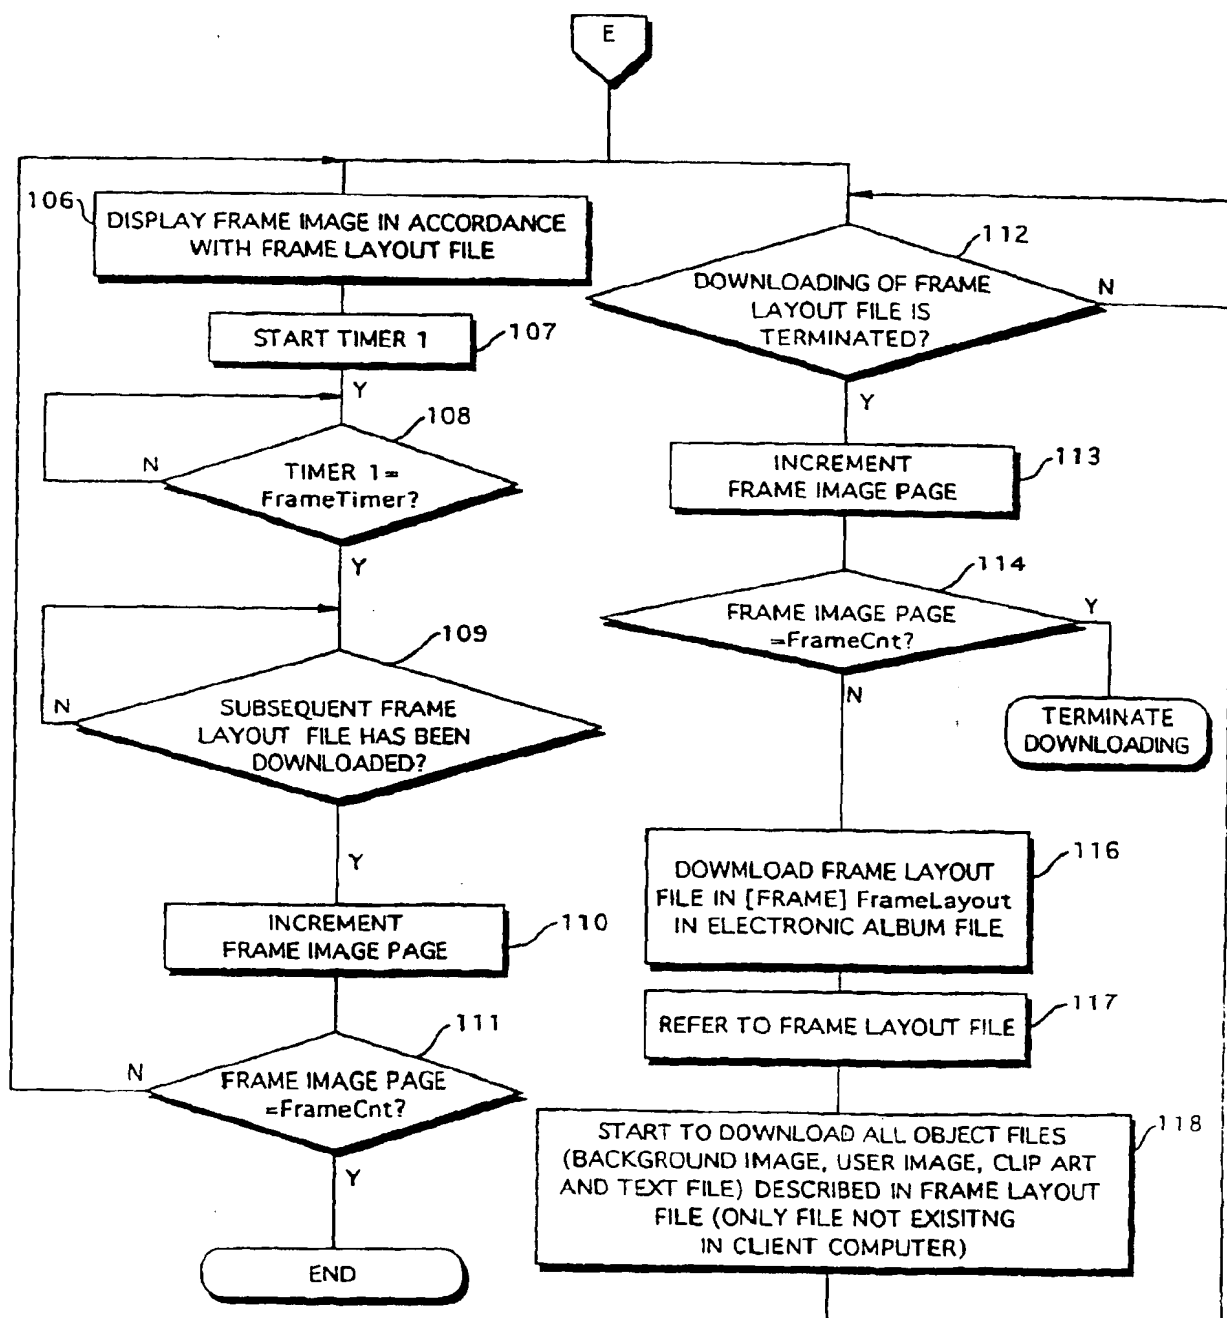 E
106
DISPLAY FRAME IMAGE IN ACCORDANCE
WITH FRAME LAYOUT FILE
START TIMER 1
107
Y
108
N
TIMER 1=
FrameTimer?
Y
109
N
SUBSEQUENT FRAME
LAYOUT FILE HAS BEEN
DOWNLOADED?
Y
INCREMENT
FRAME IMAGE PAGE
110
111
N
FRAME IMAGE PAGE
=FrameCnt?
Y
END
112
DOWNLOADING OF FRAME
LAYOUT FILE IS
TERMINATED?
N
Y
INCREMENT
FRAME IMAGE PAGE
113
114
FRAME IMAGE PAGE
=FrameCnt?
Y
N
TERMINATE
DOWNLOADING
DOWMLOAD FRAME LAYOUT
FILE IN [FRAME] FrameLayout
IN ELECTRONIC ALBUM FILE
116
REFER TO FRAME LAYOUT FILE
117
START TO DOWNLOAD ALL OBJECT FILES
(BACKGROUND IMAGE, USER IMAGE, CLIP ART
AND TEXT FILE) DESCRIBED IN FRAME LAYOUT
FILE (ONLY FILE NOT EXISITNG
IN CLIENT COMPUTER)
118